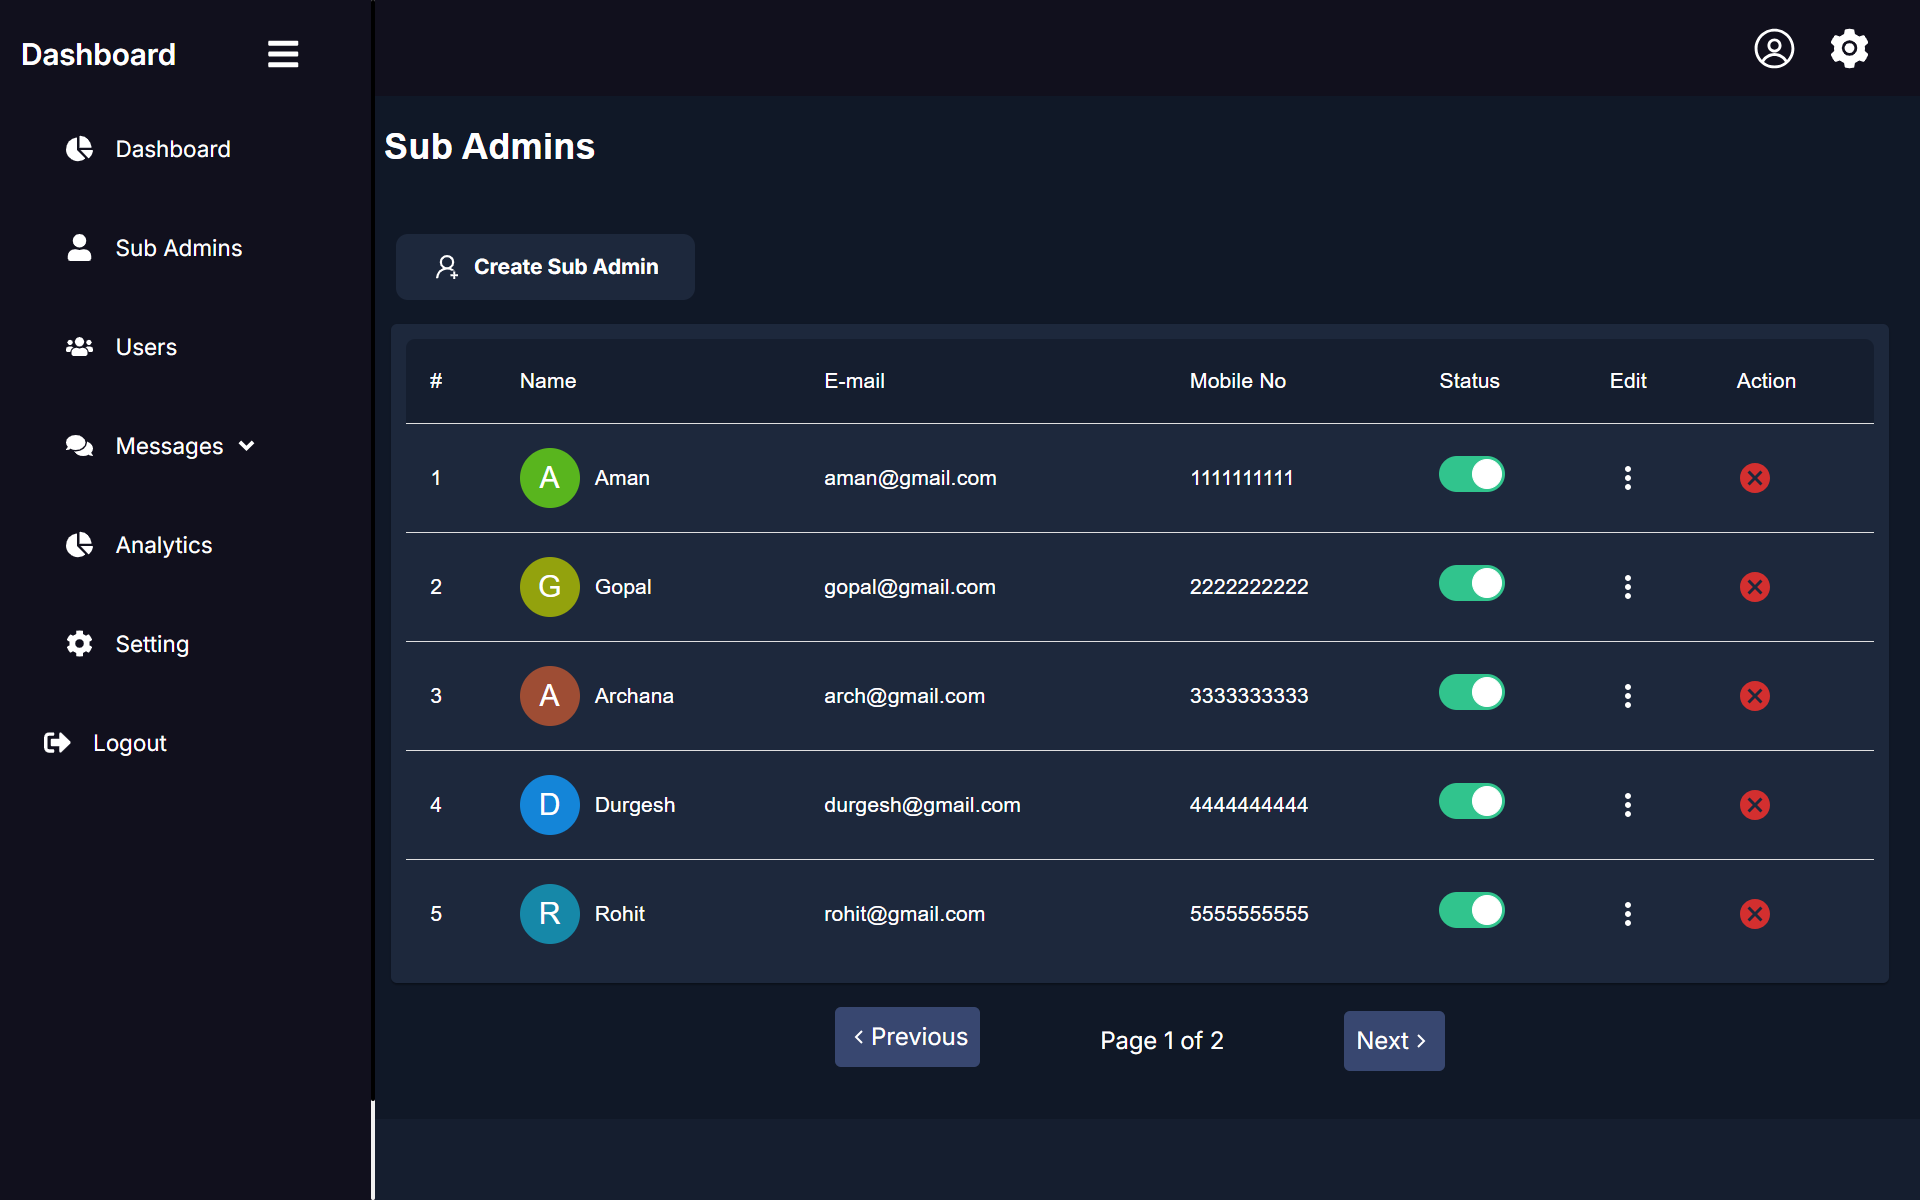 Dashboard
Dashboard
Sub Admins
Users
Messages
Analytics
Setting
Logout
Sub Admins
Create Sub Admin
# Name E-mail Mobile No Status Edit Action
1 A Aman aman@gmail.com 1111111111
2 G Gopal gopal@gmail.com 2222222222
3 A Archana arch@gmail.com 3333333333
4 D Durgesh durgesh@gmail.com 4444444444
5 R Rohit rohit@gmail.com 5555555555
‹ Previous Page 1 of 2 Next ›